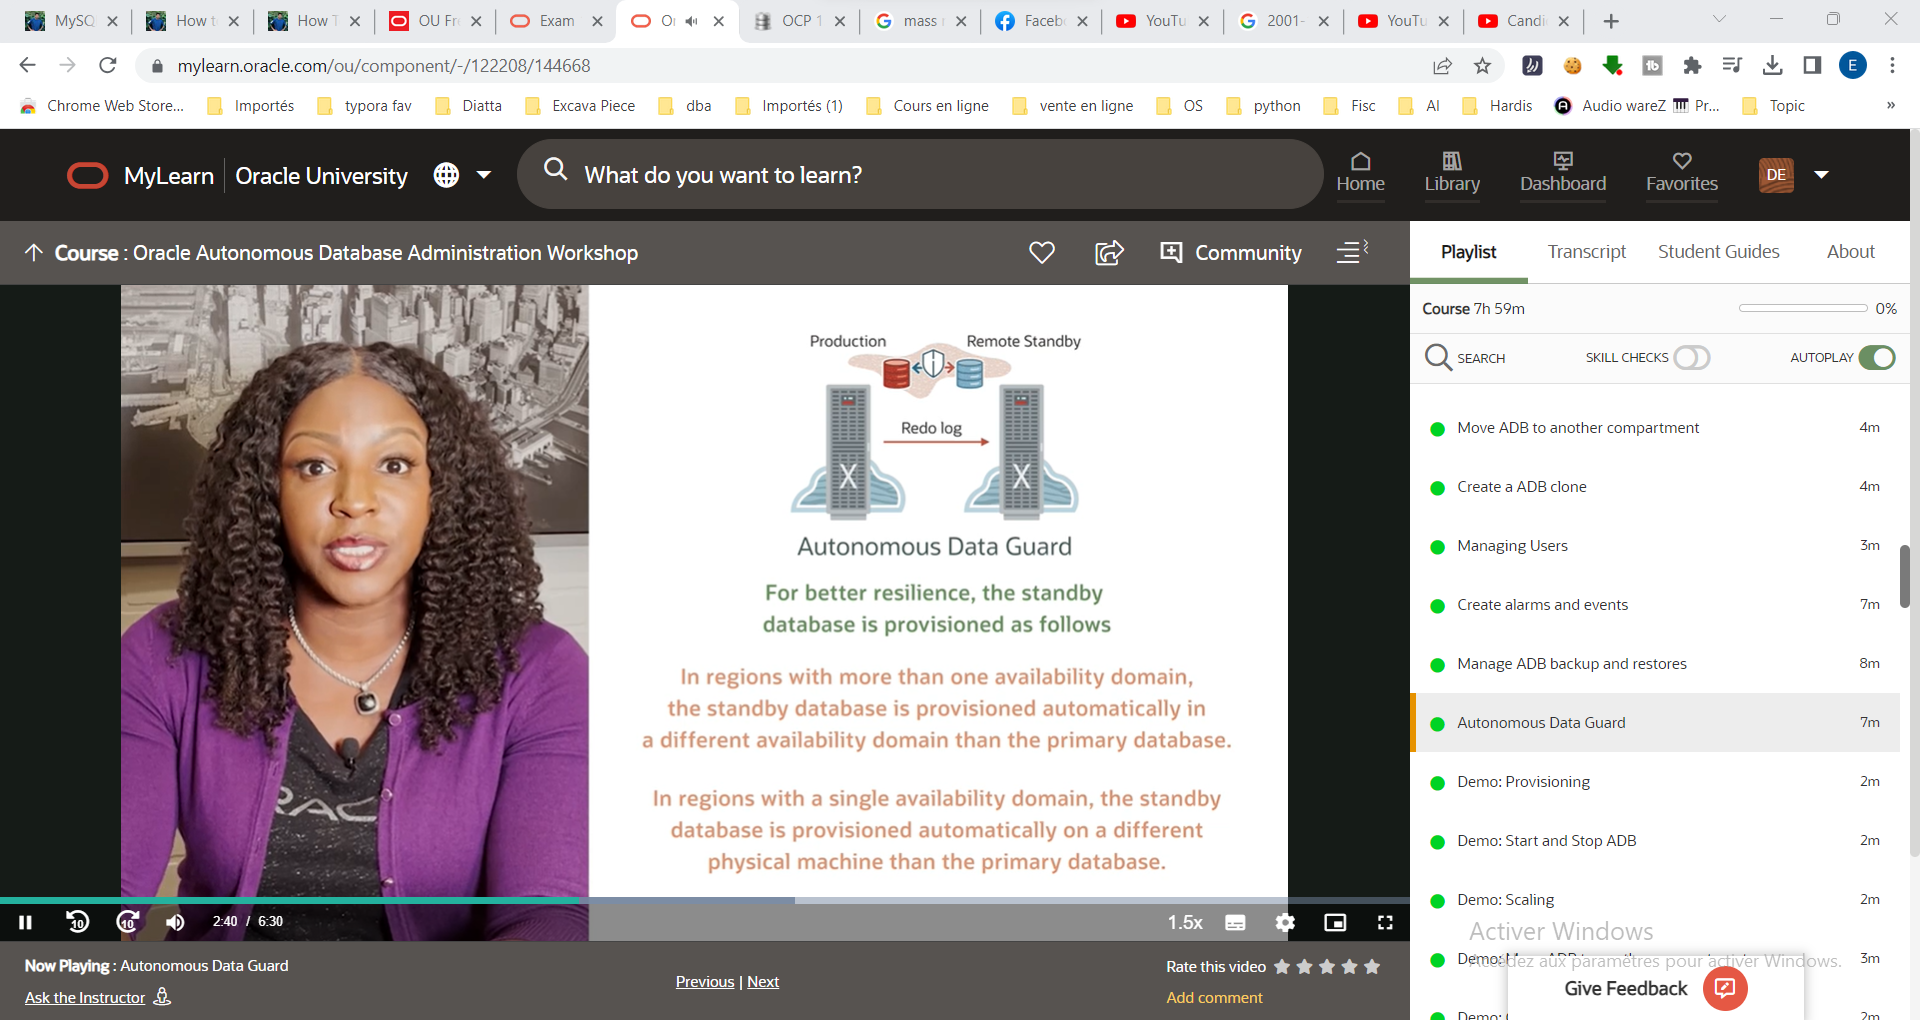 MySQ
How t
How T
OU Fr
Exam
Or
OCP 1
mass
Faceb
YouTu
2001-
YouTu
Candi
mylearn.oracle.com/ou/component/-/122208/144668
E
Chrome Web Store...
Importés
typora fav
Diatta
Excava Piece
dba
Importés (1)
Cours en ligne
vente en ligne
OS
python
Fisc
AI
Hardis
Audio wareZ
Pr...
Topic
»
MyLearn
Oracle University
What do you want to learn?
Home
Library
Dashboard
Favorites
DE
Course : Oracle Autonomous Database Administration Workshop
Community
Playlist
Transcript
Student Guides
About
Course 7h 59m
0%
SEARCH
SKILL CHECKS
AUTOPLAY
Production
Remote Standby
Redo log
X
X
Autonomous Data Guard
For better resilience, the standby
database is provisioned as follows
In regions with more than one availability domain,
the standby database is provisioned automatically in
a different availability domain than the primary database.
In regions with a single availability domain, the standby
database is provisioned automatically on a different
physical machine than the primary database.
RAC
Move ADB to another compartment 4m
Create a ADB clone 4m
Managing Users 3m
Create alarms and events 7m
Manage ADB backup and restores 8m
Autonomous Data Guard 7m
Demo: Provisioning 2m
Demo: Start and Stop ADB 2m
Demo: Scaling 2m
Activer Windows
Accédez aux paramètres pour activer Windows.
3m
Demo: 2m
Give Feedback
10
10
2:40 / 6:30
1.5x
Now Playing : Autonomous Data Guard
Ask the Instructor
Previous | Next
Rate this video
Add comment